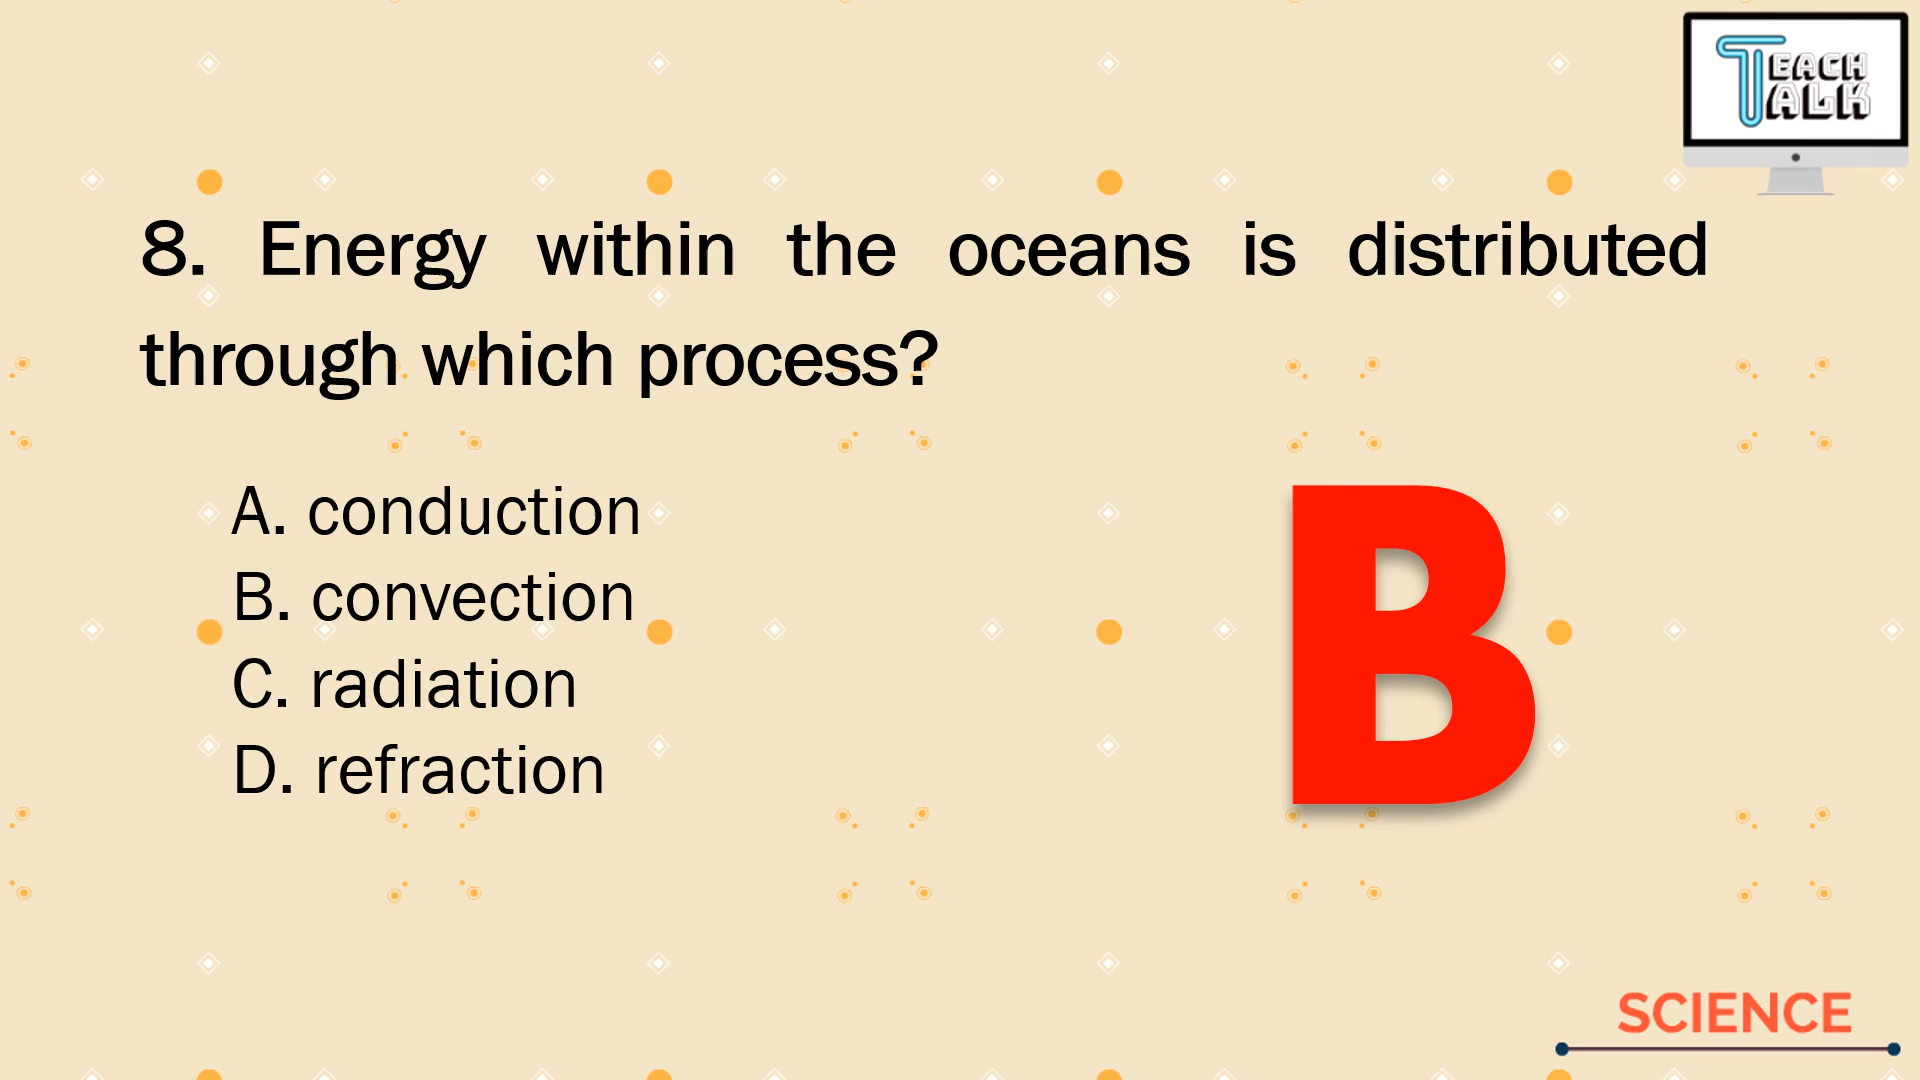 TEACH
TALK
8. Energy within the oceans is distributed
through which process?
A. conduction
B. convection
C. radiation
D. refraction
B
SCIENCE